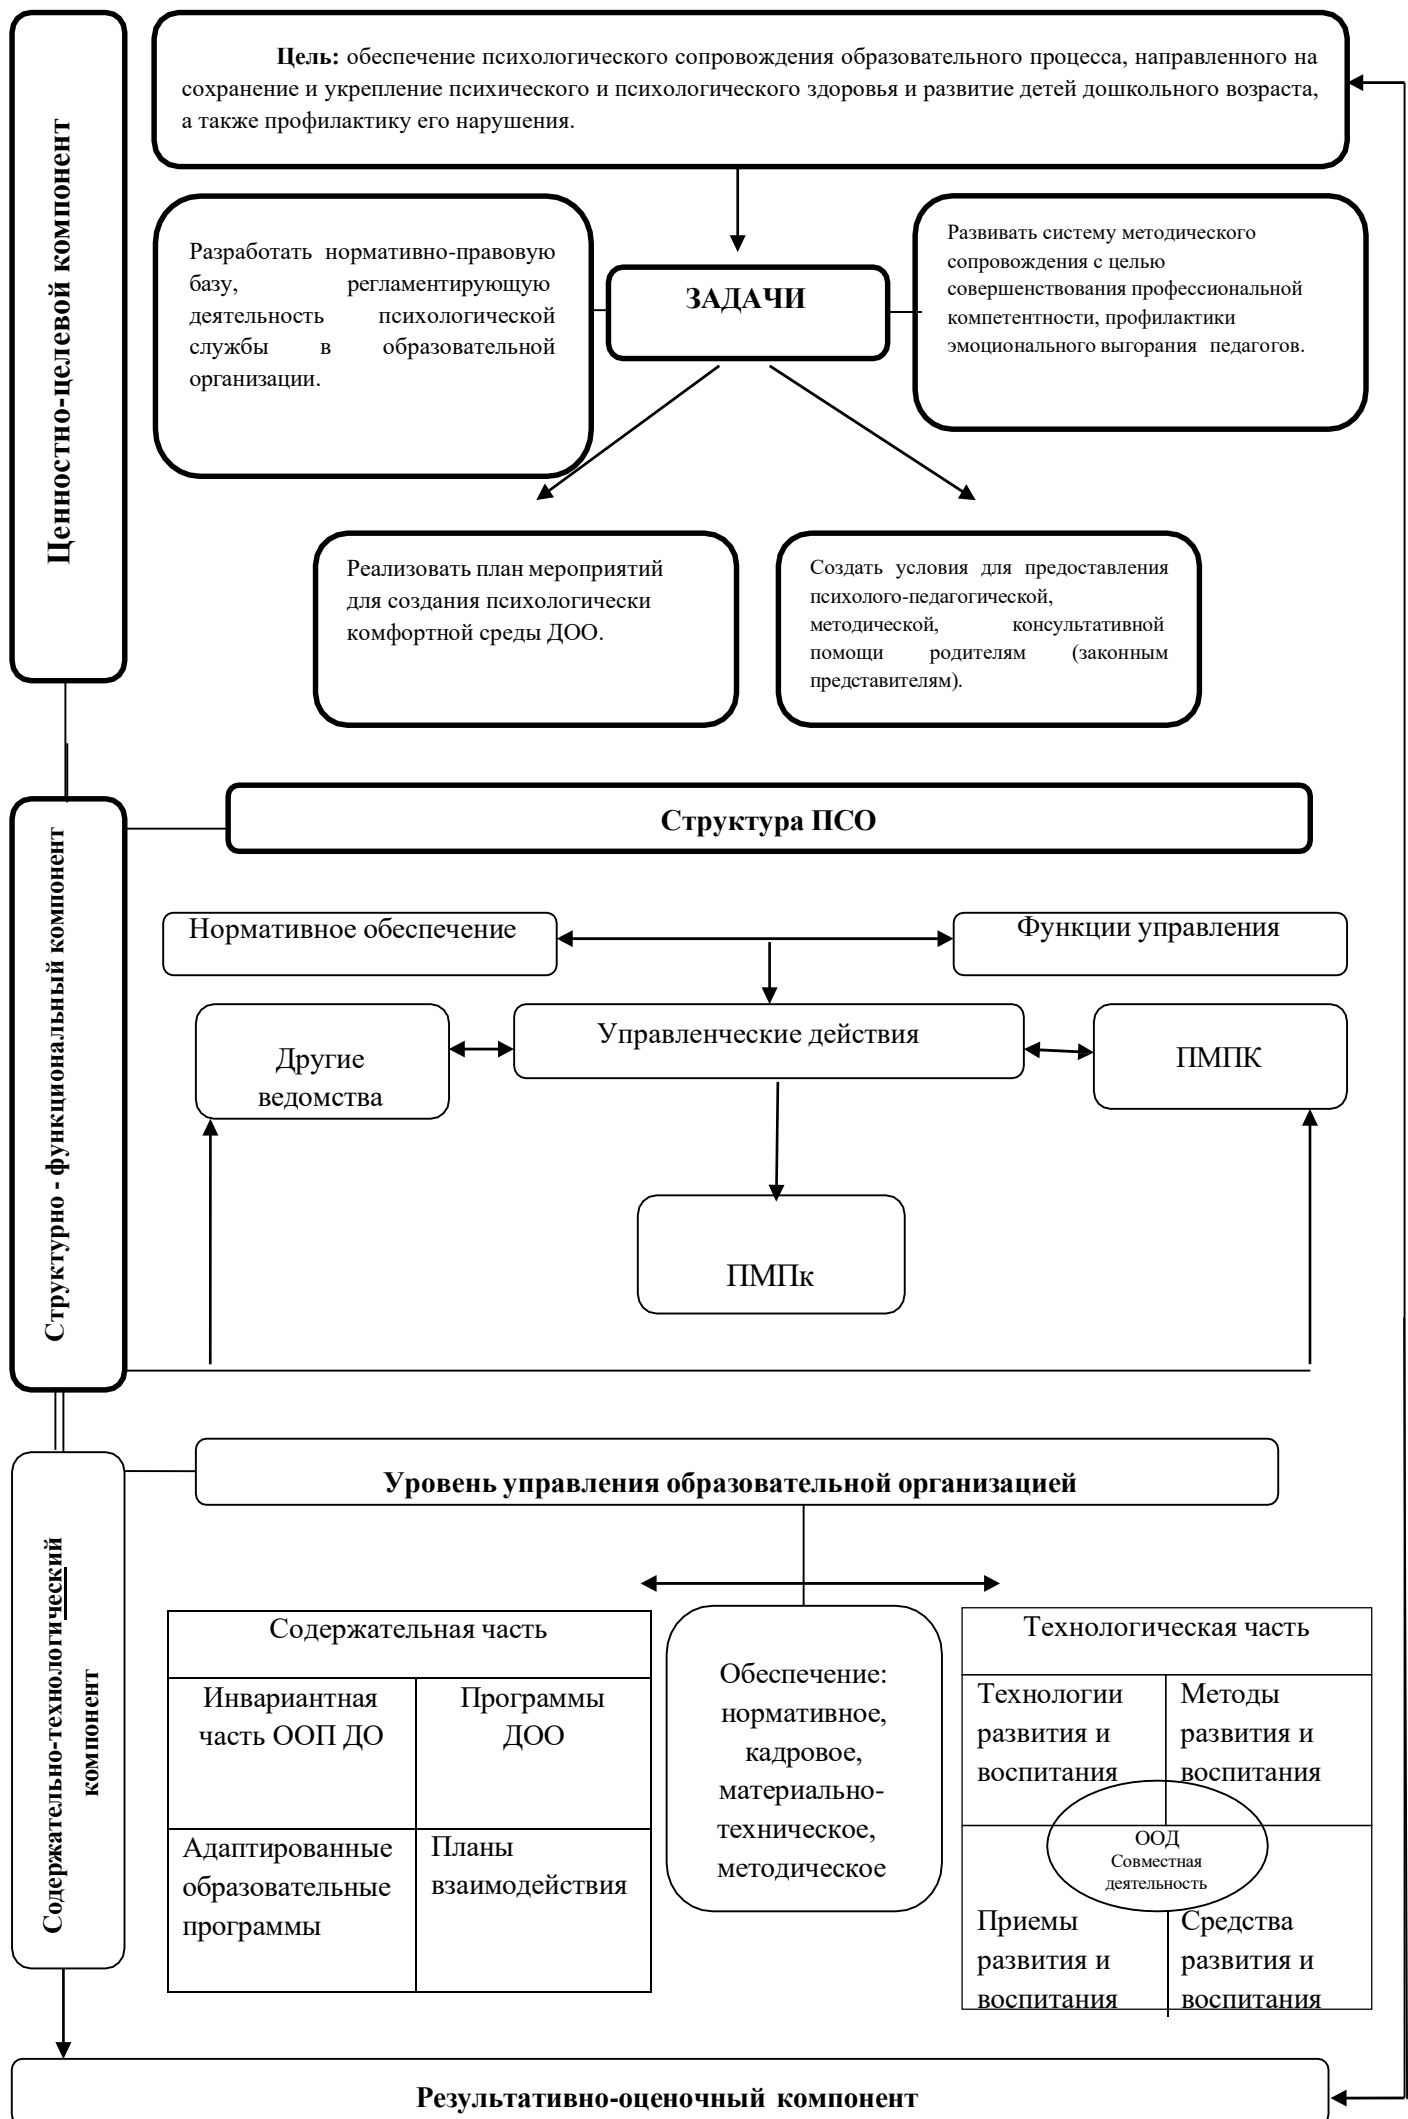 Ценностно-целевой компонент
Цель: обеспечение психологического сопровождения образовательного процесса, направленного на
сохранение и укрепление психического и психологического здоровья и развитие детей дошкольного возраста,
а также профилактику его нарушения.
Разработать нормативно-правовую
базу, регламентирующую
деятельность психологической
службы в образовательной
организации.
ЗАДАЧИ
Развивать систему методического
сопровождения с целью
совершенствования профессиональной
компетентности, профилактики
эмоционального выгорания педагогов.
Реализовать план мероприятий
для создания психологически
комфортной среды ДОО.
Создать условия для предоставления
психолого-педагогической,
методической, консультативной
помощи родителям (законным
представителям).
Структурно - функциональный компонент
Структура ПСО
Нормативное обеспечение
Функции управления
Другие
ведомства
Управленческие действия
ПМПК
ПМПк
Содержательно-технологический
компонент
Уровень управления образовательной организацией
Содержательная часть
Инвариантная
часть ООП ДО
Программы
ДОО
Адаптированные
образовательные
программы
Планы
взаимодействия
Обеспечение:
нормативное,
кадровое,
материально-
техническое,
методическое
Технологическая часть
Технологии
развития и
воспитания
Методы
развития и
воспитания
ООД
Совместная
деятельность
Приемы
развития и
воспитания
Средства
развития и
воспитания
Результативно-оценочный компонент